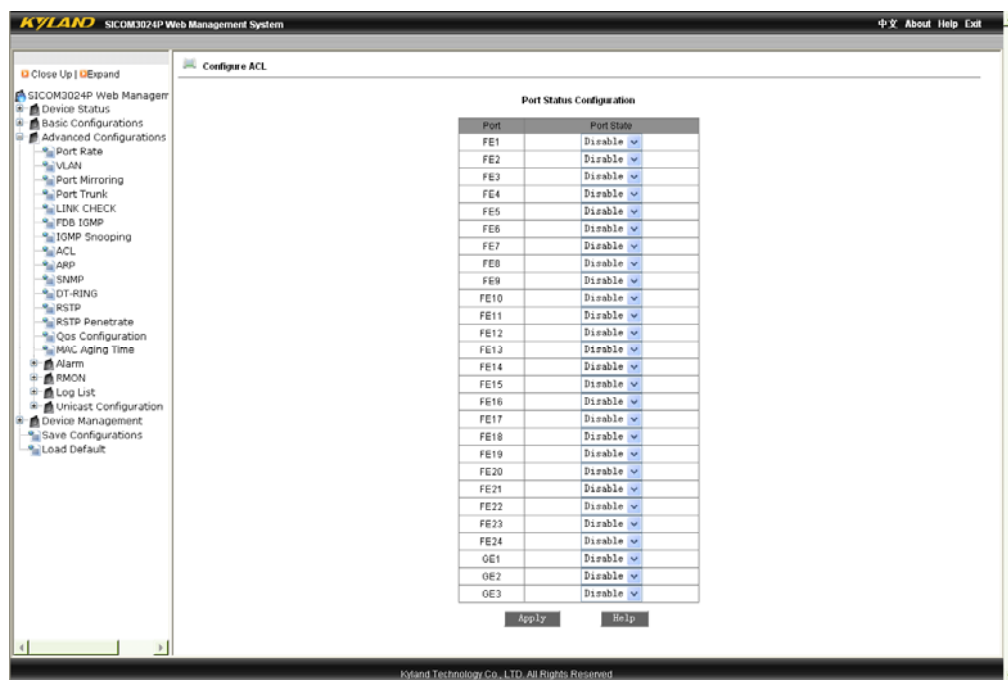 KYLAND SICOM3024P Web Management System
中文 About Help Exit
Close Up | Expand
SICOM3024P Web Managem
Device Status
Basic Configurations
Advanced Configurations
Port Rate
VLAN
Port Mirroring
Port Trunk
LINK CHECK
FDB IGMP
IGMP Snooping
ACL
ARP
SNMP
DT-RING
RSTP
RSTP Penetrate
Qos Configuration
MAC Aging Time
Alarm
RMON
Log List
Unicast Configuration
Device Management
Save Configurations
Load Default
Configure ACL
Port Status Configuration
Port Port State
FE1 Disable
FE2 Disable
FE3 Disable
FE4 Disable
FE5 Disable
FE6 Disable
FE7 Disable
FE8 Disable
FE9 Disable
FE10 Disable
FE11 Disable
FE12 Disable
FE13 Disable
FE14 Disable
FE15 Disable
FE16 Disable
FE17 Disable
FE18 Disable
FE19 Disable
FE20 Disable
FE21 Disable
FE22 Disable
FE23 Disable
FE24 Disable
GE1 Disable
GE2 Disable
GE3 Disable
Apply Help
Kyland Technology Co., LTD. All Rights Reserved